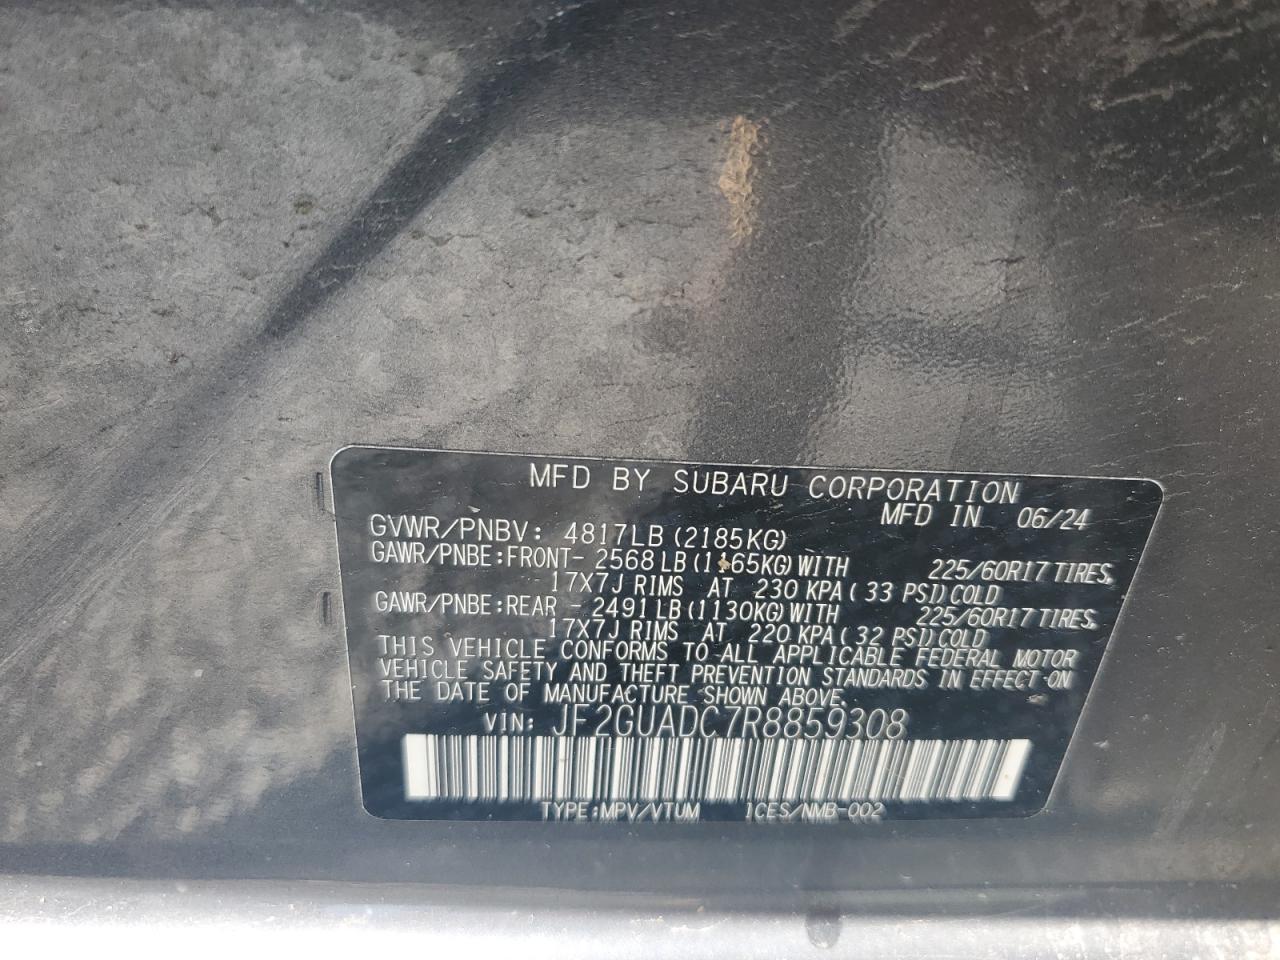 MFD BY SUBARU CORPORATION
MFD IN 06/24
GVWR/PNBV: 4817LB (2185KG)
GAWR/PNBE:FRONT- 2568LB(1165KG)WITH 225/60R17 TIRES,
17X7J RIMS AT 230 KPA( 33 PSI)COLD
GAWR/PNBE:REAR - 2491LB(1130KG)WITH 225/60R17 TIRES,
17X7J RIMS AT 220 KPA( 32 PSI)COLD
THIS VEHICLE CONFORMS TO ALL APPLICABLE FEDERAL MOTOR
VEHICLE SAFETY AND THEFT PREVENTION STANDARDS IN EFFECT ON
THE DATE OF MANUFACTURE SHOWN ABOVE.
VIN: JF2GUADC7R8859308
TYPE:MPV/VTUM ICES/NMB-002